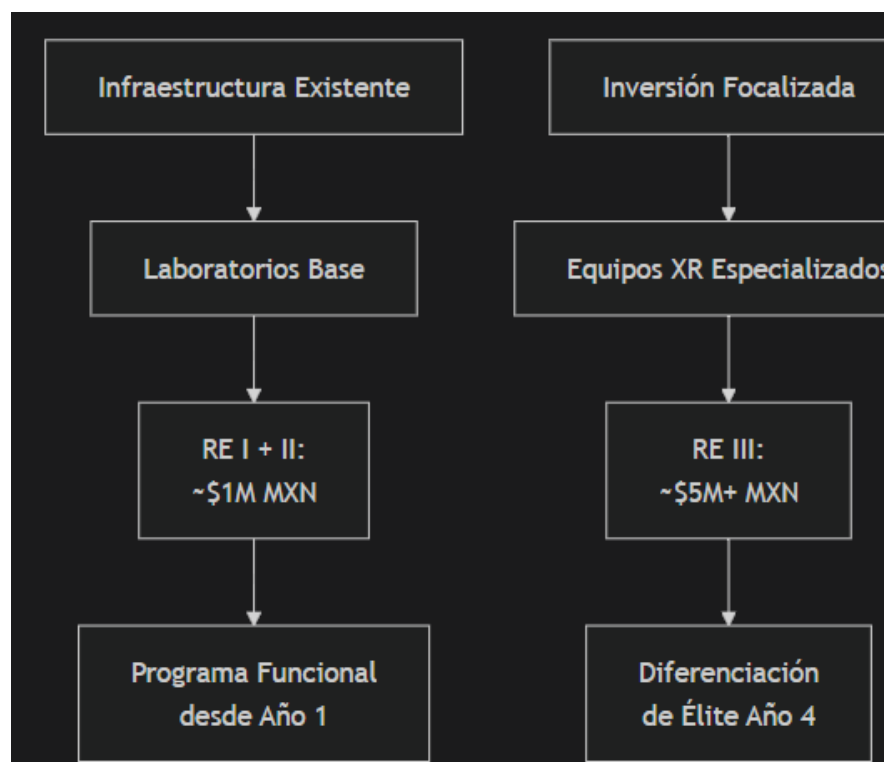 Infraestructura Existente
Inversión Focalizada
Laboratorios Base
Equipos XR Especializados
RE I + II:
~$1M MXN
RE III:
~$5M+ MXN
Programa Funcional
desde Año 1
Diferenciación
de Élite Año 4